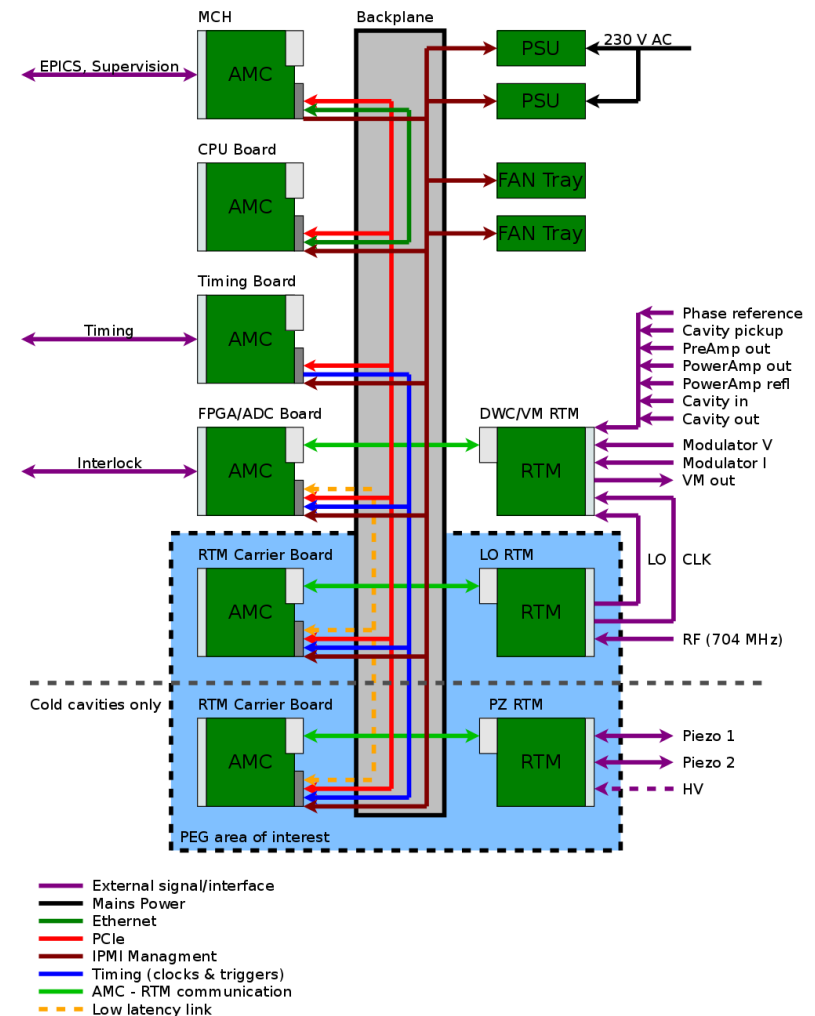 MCH
Backplane
AMC
PSU
230 V AC
EPICS, Supervision
PSU
CPU Board
AMC
FAN Tray
FAN Tray
Timing Board
AMC
Timing
Phase reference
Cavity pickup
PreAmp out
PowerAmp out
PowerAmp refl
Cavity in
Cavity out
FPGA/ADC Board
DWC/VM RTM
AMC
RTM
Interlock
Modulator V
Modulator I
VM out
RTM Carrier Board
LO RTM
LO
CLK
AMC
RTM
RF (704 MHz)
Cold cavities only
RTM Carrier Board
PZ RTM
AMC
RTM
Piezo 1
Piezo 2
HV
PEG area of interest
External signal/interface
Mains Power
Ethernet
PCIe
IPMI Managment
Timing (clocks & triggers)
AMC - RTM communication
Low latency link